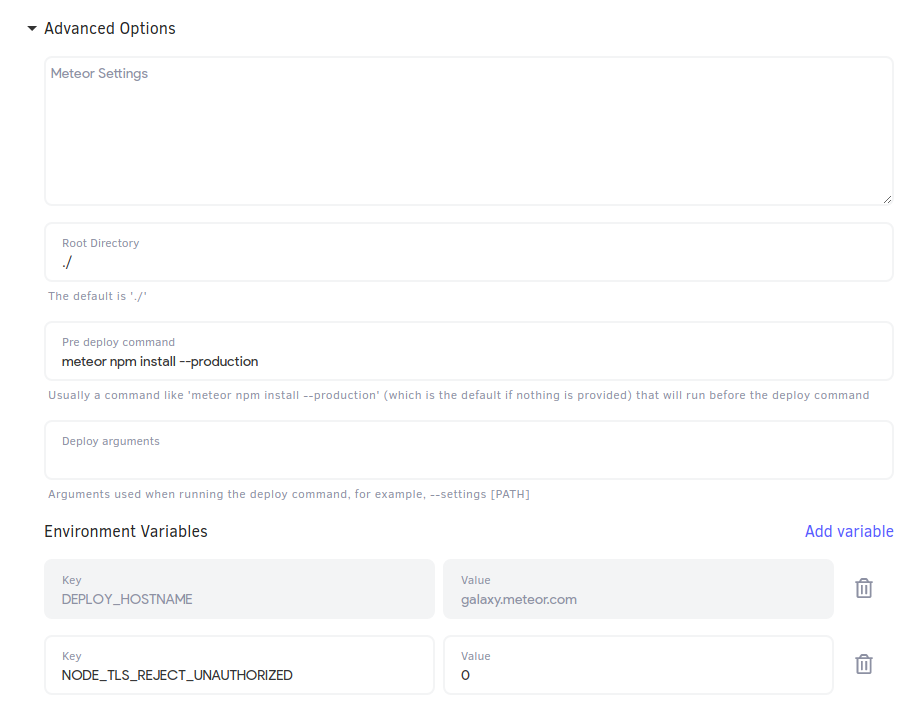 Advanced Options
Meteor Settings
Root Directory
./
The default is './'
Pre deploy command
meteor npm install --production
Usually a command like 'meteor npm install --production' (which is the default if nothing is provided) that will run before the deploy command
Deploy arguments
Arguments used when running the deploy command, for example, --settings [PATH]
Environment Variables Add variable
Key Value
DEPLOY_HOSTNAME galaxy.meteor.com
Key Value
NODE_TLS_REJECT_UNAUTHORIZED 0